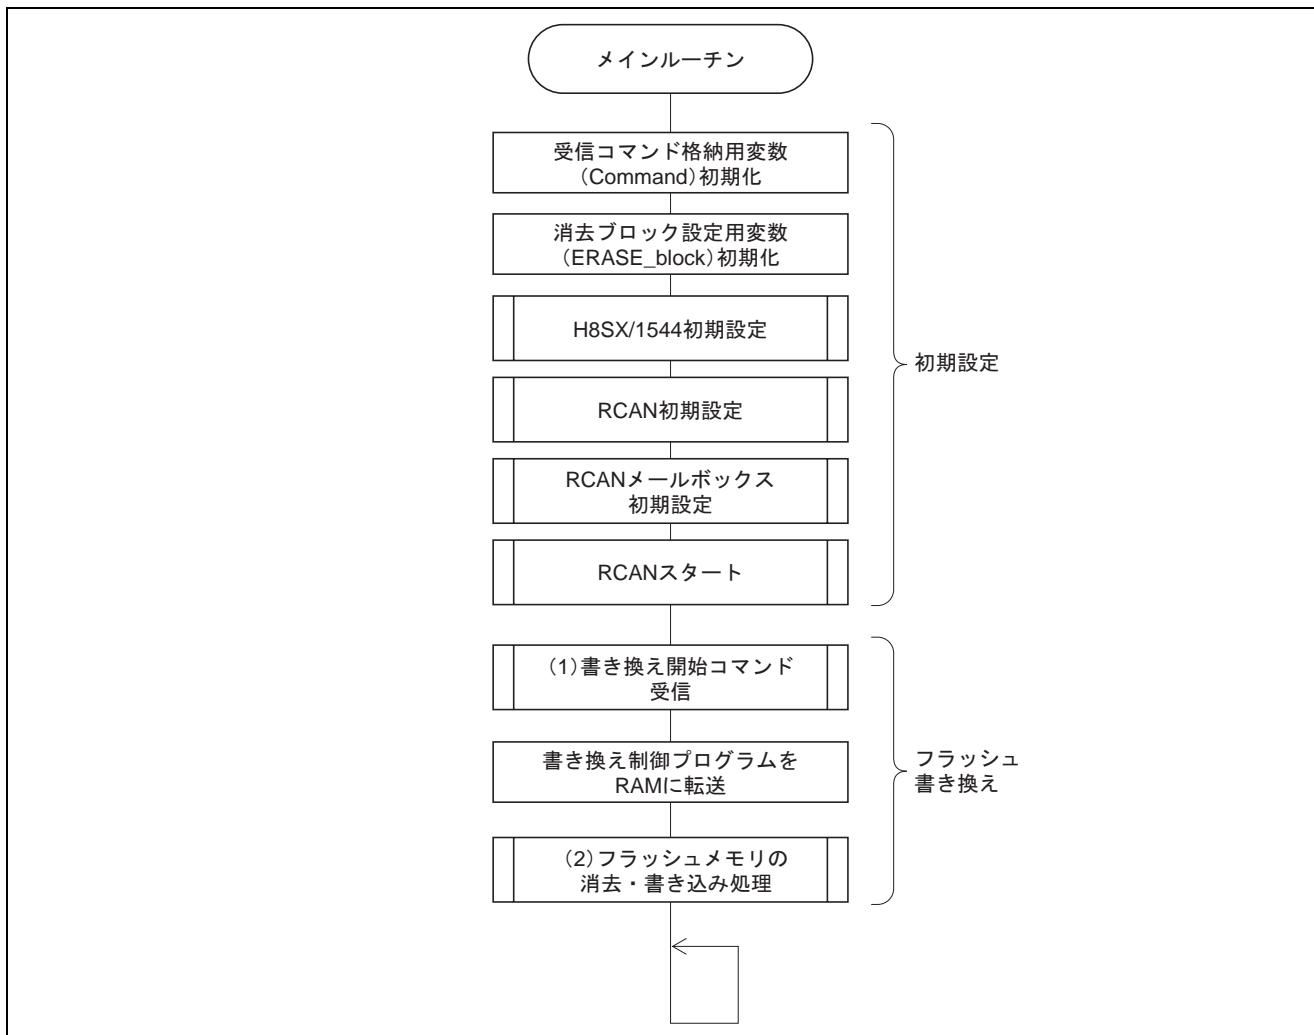 メインルーチン
受信コマンド格納用変数
(Command)初期化
消去ブロック設定用変数
(ERASE_block)初期化
H8SX/1544初期設定
RCAN初期設定
RCANメールボックス
初期設定
RCANスタート
初期設定
(1)書き換え開始コマンド
受信
書き換え制御プログラムを
RAMに転送
(2)フラッシュメモリの
消去・書き込み処理
フラッシュ
書き換え